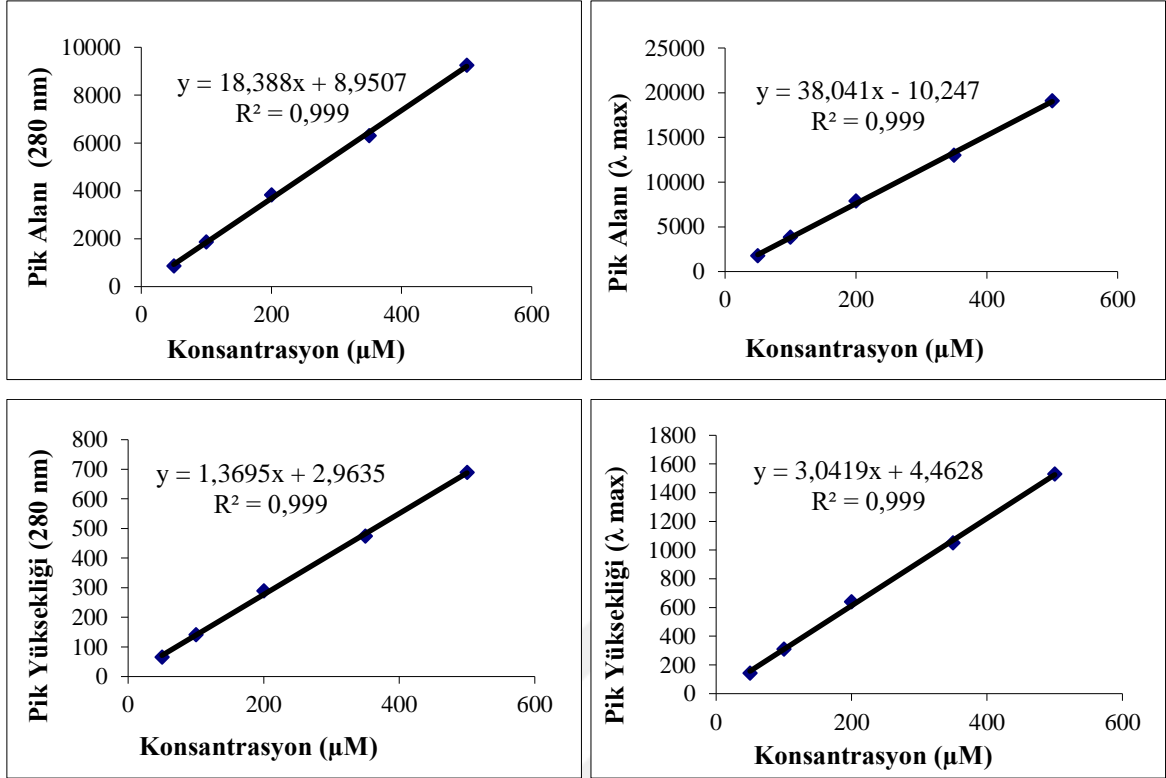 Pik Alanı  (280 nm)
10000
8000
6000
4000
2000
0
y = 18,388x + 8,9507
R² = 0,999
0 200 400 600
Konsantrasyon (µM)
Pik Alanı (λ max)
25000
20000
15000
10000
5000
0
y = 38,041x - 10,247
R² = 0,999
0 200 400 600
Konsantrasyon (µM)
Pik Yüksekliği (280 nm)
800
700
600
500
400
300
200
100
0
y = 1,3695x + 2,9635
R² = 0,999
0 200 400 600
Konsantrasyon (µM)
Pik Yüksekliği (λ max)
1800
1600
1400
1200
1000
800
600
400
200
0
y = 3,0419x + 4,4628
R² = 0,999
0 200 400 600
Konsantrasyon (µM)